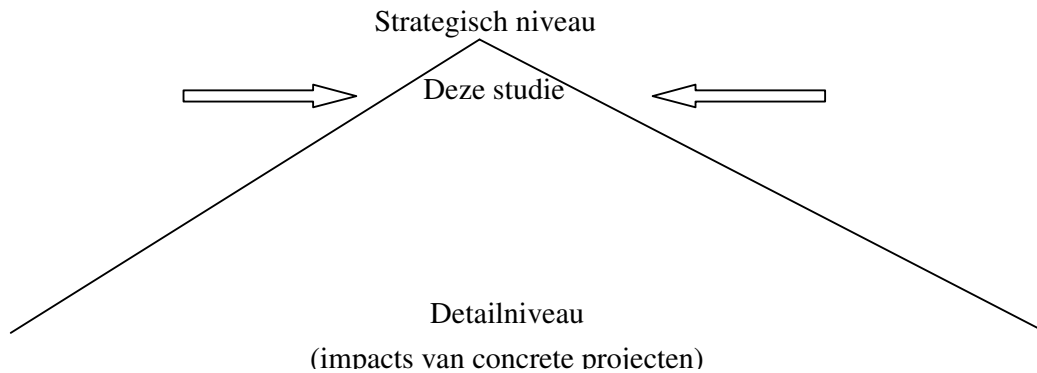 Strategisch niveau
Deze studie
Detailniveau
(impacts van concrete projecten)